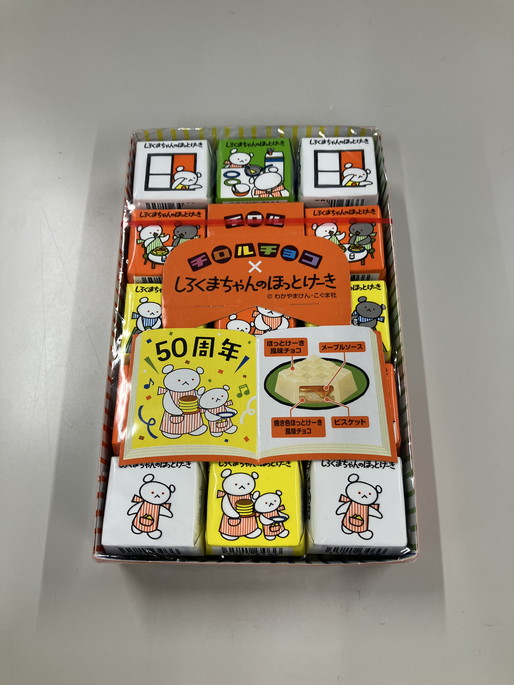 しろくまちゃんのほっとけーき
しろくまちゃんのほっとけーき
しろくまちゃんのほっとけーき
チロル
チロルチョコ
×
しろくまちゃんのほっとけーき
© わかやまけん・こぐま社
50周年
ほっとけーき
風味チョコ
メープルソース
焼き色ほっとけーき
風味チョコ
ビスケット
しろくまちゃんのほっとけーき
しろくまちゃんのほっとけーき
しろくまちゃんのほっとけーき